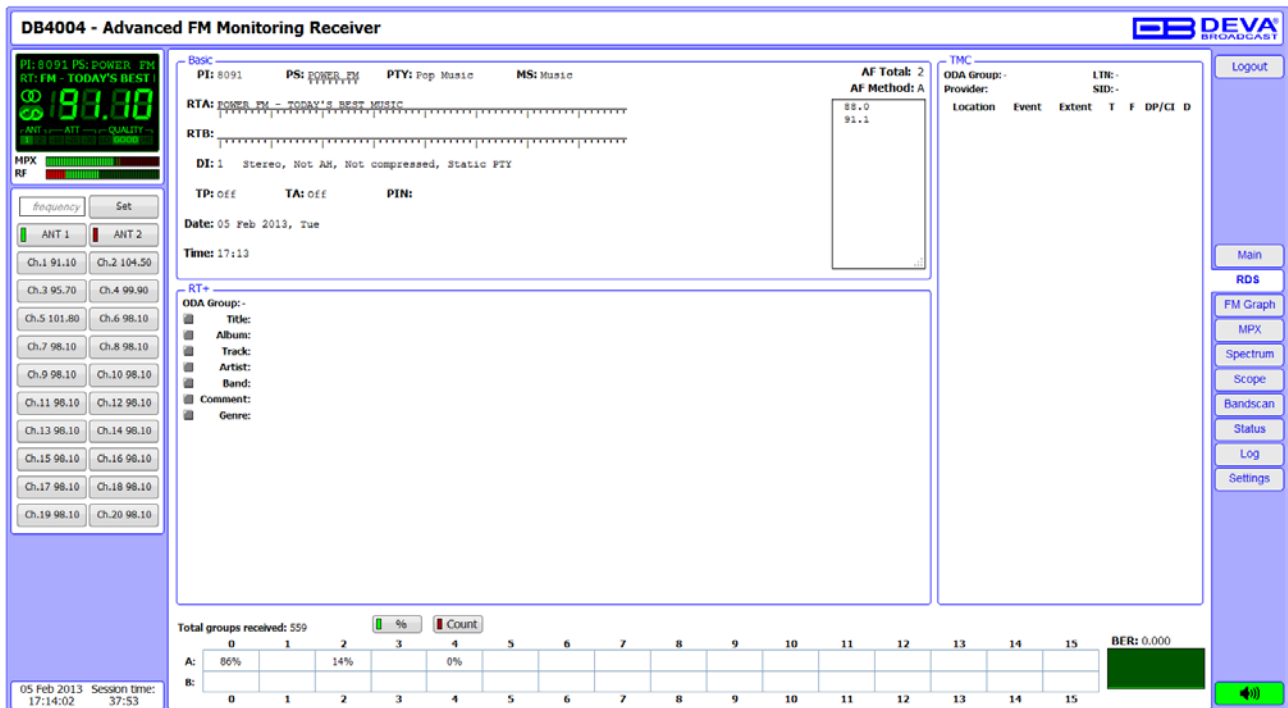 DB4004 - Advanced FM Monitoring Receiver
DEVA
BROADCAST
PI: 8091 PS: POWER FM
RT: FM - TODAY'S BEST
91.10
ANT ATT QUALITY
GOOD
MPX
RF
frequency Set
ANT 1 ANT 2
Ch.1 91.10 Ch.2 104.50
Ch.3 95.70 Ch.4 99.90
Ch.5 101.80 Ch.6 98.10
Ch.7 98.10 Ch.8 98.10
Ch.9 98.10 Ch.10 98.10
Ch.11 98.10 Ch.12 98.10
Ch.13 98.10 Ch.14 98.10
Ch.15 98.10 Ch.16 98.10
Ch.17 98.10 Ch.18 98.10
Ch.19 98.10 Ch.20 98.10
05 Feb 2013 Session time:
17:14:02 37:53
Basic
PI: 8091 PS: POWER FM PTY: Pop Music MS: Music
RTA: POWER FM - TODAY'S BEST MUSIC
RTB:
DI: 1 Stereo, Not AH, Not compressed, Static PTY
TP: Off TA: Off PIN:
Date: 05 Feb 2013, Tue
Time: 17:13
AF Total: 2
AF Method: A
88.0
91.1
RT+
ODA Group: -
Title:
Album:
Track:
Artist:
Band:
Comment:
Genre:
TMC
ODA Group: - LTN: -
Provider: SID: -
Location Event Extent T F DP/CI D
Total groups received: 559 % Count
0 1 2 3 4 5 6 7 8 9 10 11 12 13 14 15
A: 86% 14% 0%
B:
0 1 2 3 4 5 6 7 8 9 10 11 12 13 14 15
BER: 0.000
Logout
Main
RDS
FM Graph
MPX
Spectrum
Scope
Bandscan
Status
Log
Settings